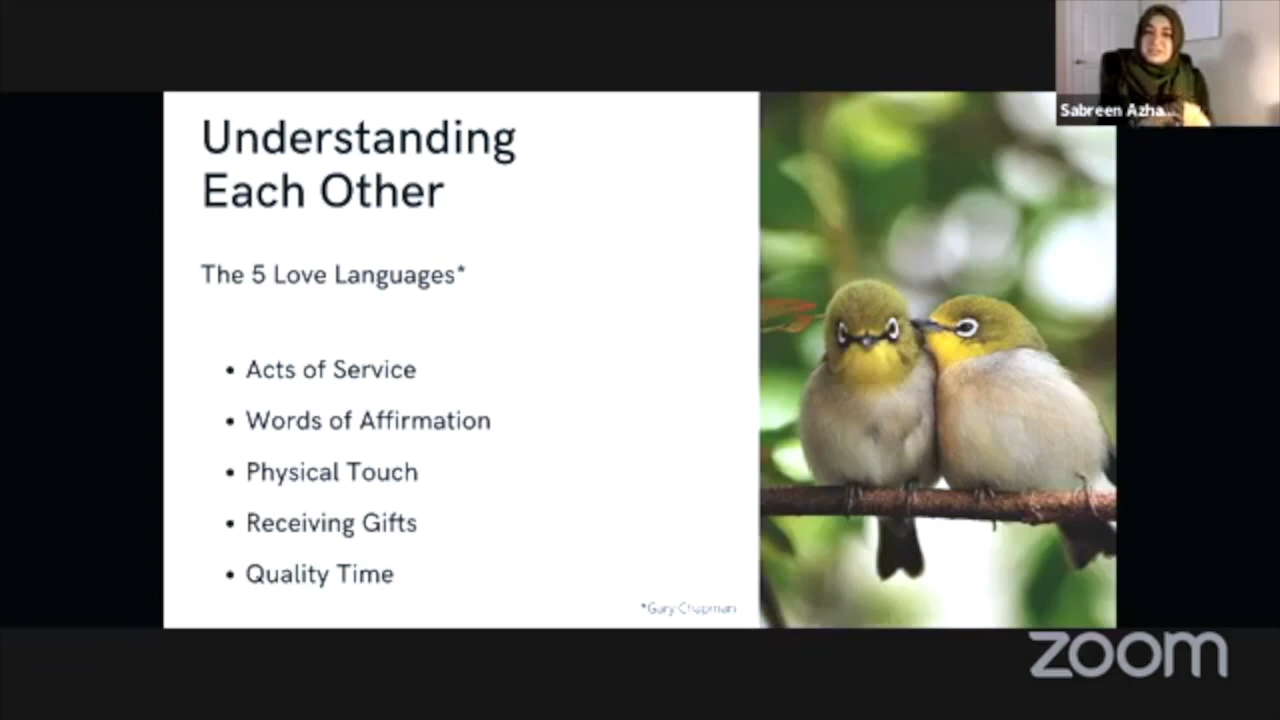 Sabreen Azha...
Understanding
Each Other
The 5 Love Languages*
• Acts of Service
• Words of Affirmation
• Physical Touch
• Receiving Gifts
• Quality Time
*Gary Chapman
zoom